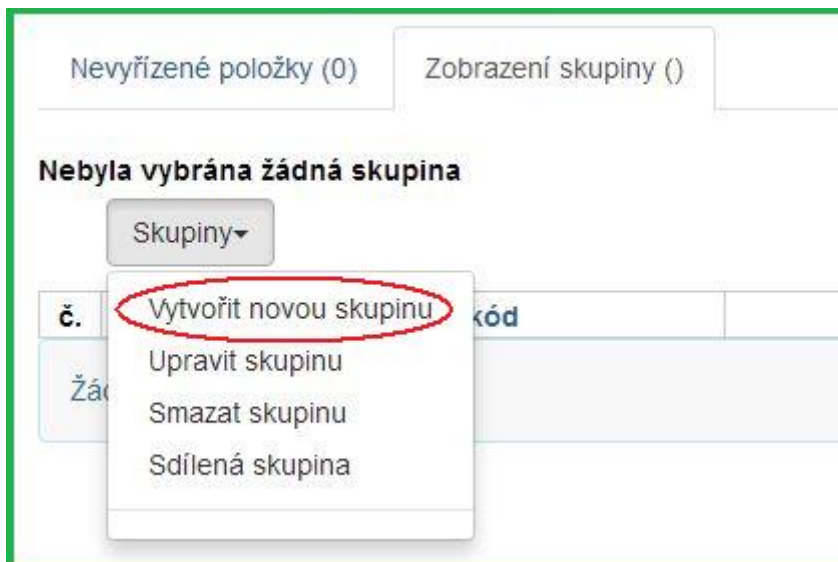 Nevyřízené položky (0) Zobrazení skupiny ()
Nebyla vybrána žádná skupina
Skupiny
č. kód
Vytvořit novou skupinu
Upravit skupinu
Smazat skupinu
Sdílená skupina